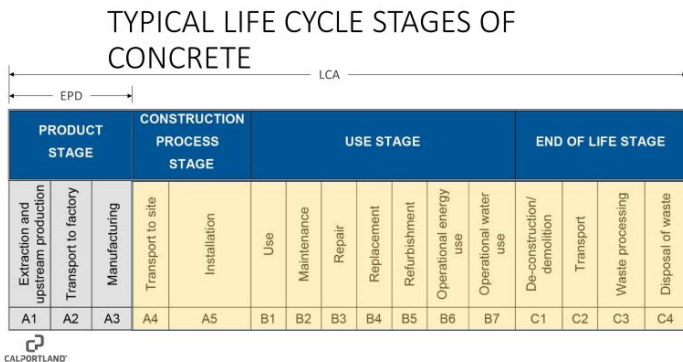 TYPICAL LIFE CYCLE STAGES OF
CONCRETE
LCA
EPD
PRODUCT
STAGE
CONSTRUCTION
PROCESS
STAGE
USE STAGE
END OF LIFE STAGE
Extraction and
upstream production
Transport to factory
Manufacturing
Transport to site
Installation
Use
Maintenance
Repair
Replacement
Refurbishment
Operational energy
use
Operational water
use
De-construction/
demolition
Transport
Waste processing
Disposal of waste
A1 A2 A3 A4 A5 B1 B2 B3 B4 B5 B6 B7 C1 C2 C3 C4
CALPORTLAND